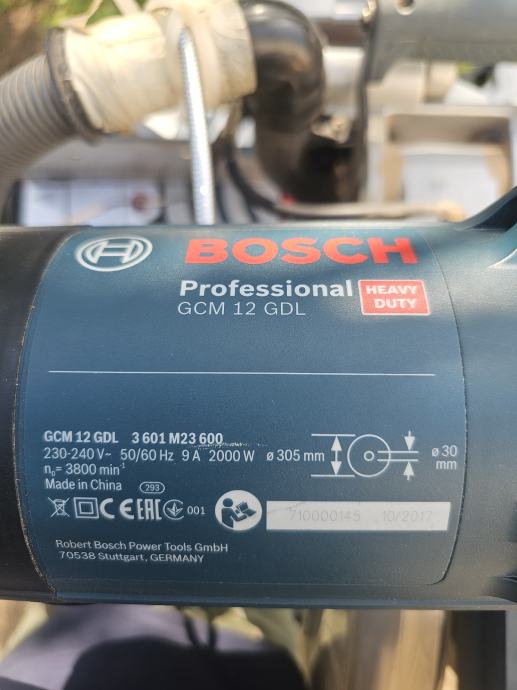 BOSCH
Professional HEAVY DUTY
GCM 12 GDL
GCM 12 GDL 3 601 M23 600
230-240 V~ 50/60 Hz 9 A 2000 W ø 305 mm ø 30 mm
n₀= 3800 min⁻¹
Made in China 293
CE EAC 001 710000145 10/2017
Robert Bosch Power Tools GmbH
70538 Stuttgart, GERMANY